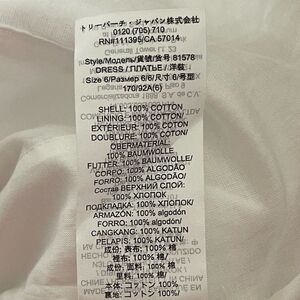 トリーバーチ・ジャパン株式会社
0120 (705) 710
RN#111395/CA 57014
Style/Модель/貨號/货号 81578
DRESS / ПЛАТЬЕ / 洋裝
Size 6/Размер 6/6/尺寸 6/号型
170/92A(6)
SHELL: 100% COTTON
LINING: 100% COTTON/
EXTÉRIEUR: 100% COTON
DOUBLURE: 100% COTON/
OBERMATERIAL:
100% BAUMWOLLE
FUTTER: 100% BAUMWOLLE/
CORPO: 100% ALGODÃO
FORRO: 100% ALGODÃO/
Состав ВЕРХНИЙ СЛОЙ:
100% ХЛОПОК
ПОДКЛАДКА: 100% ХЛОПОК/
ARMAZÓN: 100% algodón
FORRO: 100% algodón/
CANGKANG: 100% KATUN
PELAPIS: 100% KATUN/
成份: 表布: 100% 棉
裡布: 100% 棉/
成份: 面料: 100% 棉
里料: 100% 棉/
本体: コットン 100%
裏地: コットン 100%